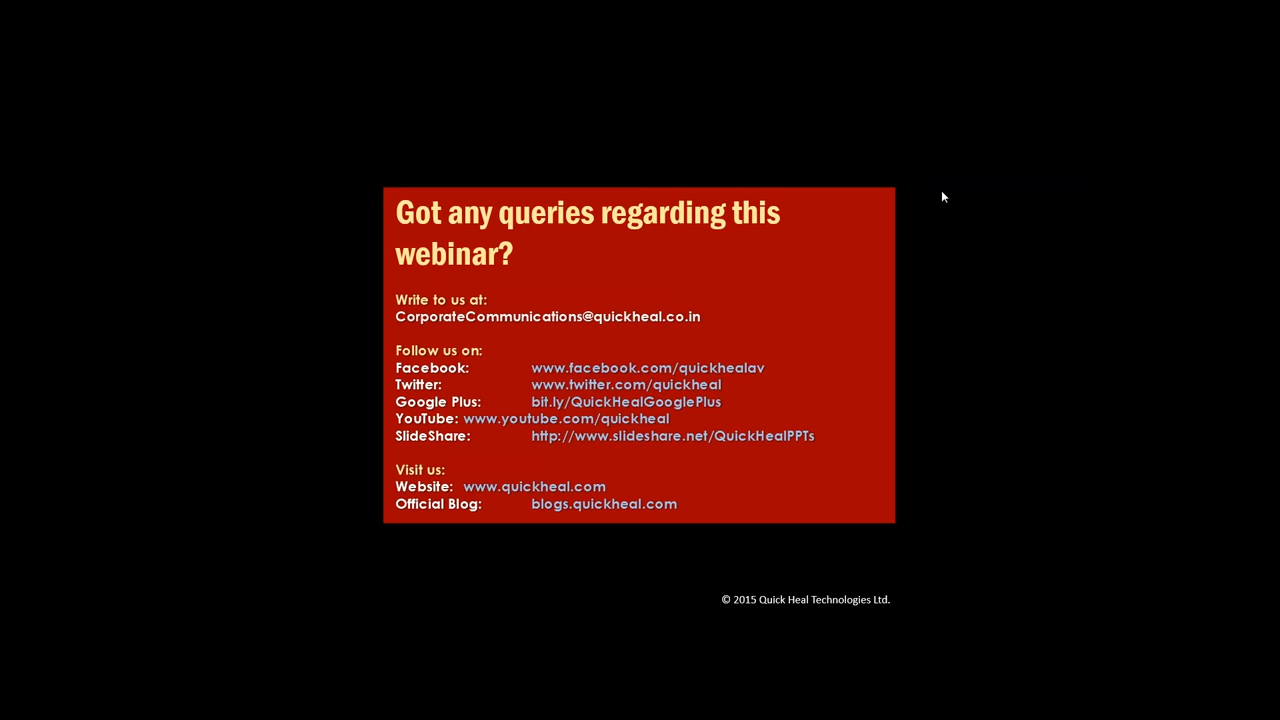 Got any queries regarding this
webinar?
Write to us at:
CorporateCommunications@quickheal.co.in
Follow us on:
Facebook: www.facebook.com/quickhealav
Twitter: www.twitter.com/quickheal
Google Plus: bit.ly/QuickHealGooglePlus
YouTube: www.youtube.com/quickheal
SlideShare: http://www.slideshare.net/QuickHealPPTs
Visit us:
Website: www.quickheal.com
Official Blog: blogs.quickheal.com
© 2015 Quick Heal Technologies Ltd.